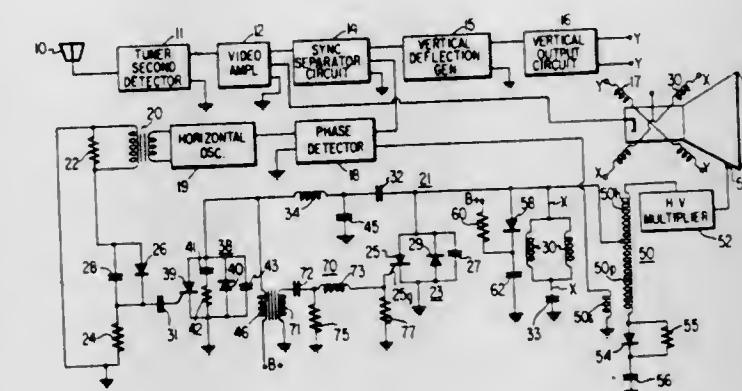 10
11
12
14
15
16
TUNER
SECOND
DETECTOR
VIDEO
AMPL
SYNC
SEPARATOR
CIRCUIT
VERTICAL
DEFLECTION
GEN
VERTICAL
OUTPUT
CIRCUIT
Y
Y
17
30
Y
X
X
Y
20
22
HORIZONTAL
OSC.
19
PHASE
DETECTOR
18
H V
MULTIPLIER
52
5
34
32
21
45
B+
60
58
X
50h
50
50p
28
26
41
39
38
40
43
42
46
31
24
70
72
73
71
75
77
B+
25
29
27
25g
23
62
30
X
33
50s
54
55
56